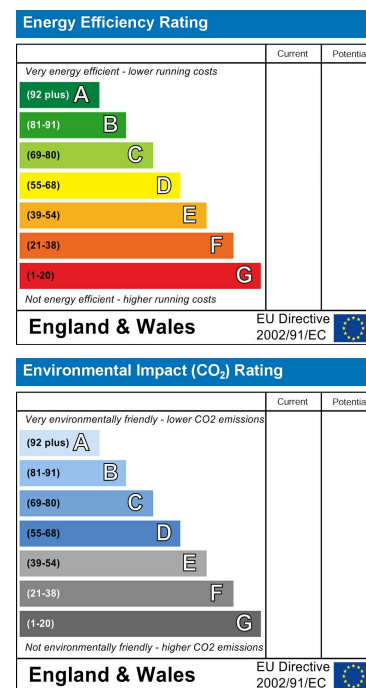 Energy Efficiency Rating
Current Potentia
Very energy efficient - lower running costs
(92 plus) A
(81-91) B
(69-80) C
(55-68) D
(39-54) E
(21-38) F
(1-20) G
Not energy efficient - higher running costs
England & Wales
EU Directive
2002/91/EC
Environmental Impact (CO₂) Rating
Current Potentia
Very environmentally friendly - lower CO2 emissions
(92 plus) A
(81-91) B
(69-80) C
(55-68) D
(39-54) E
(21-38) F
(1-20) G
Not environmentally friendly - higher CO2 emissions
England & Wales
EU Directive
2002/91/EC